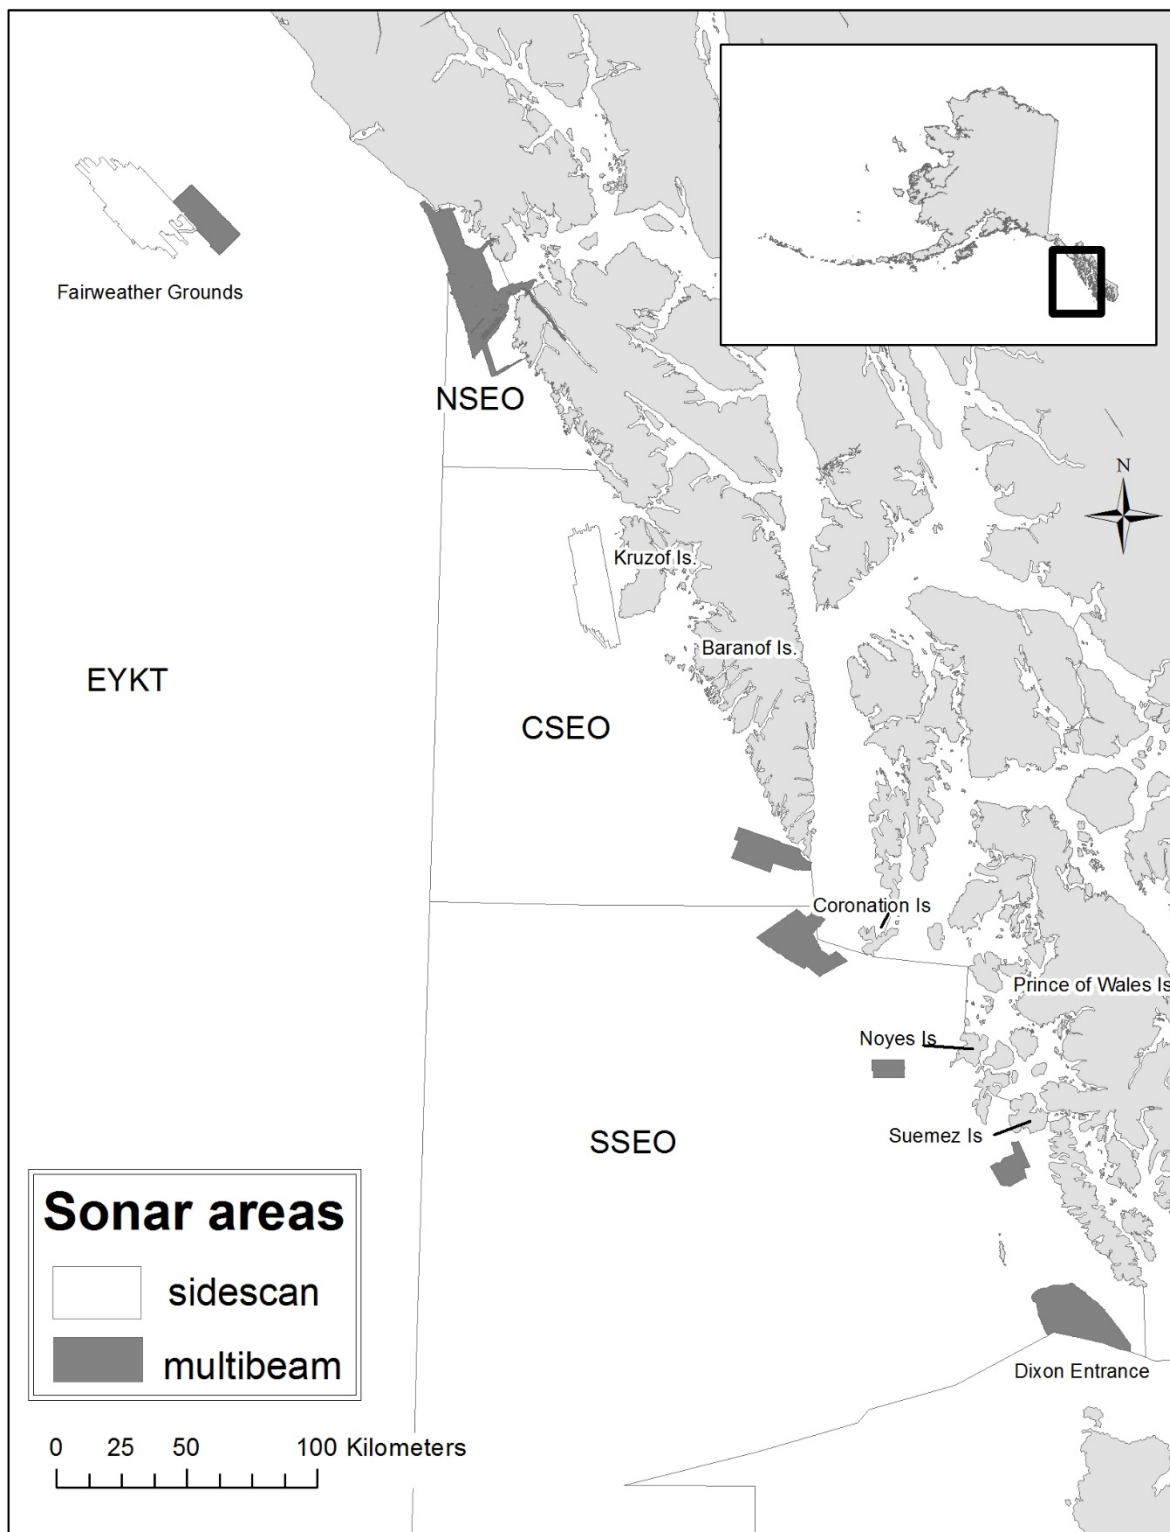 Fairweather Grounds
NSEO
N
Kruzof Is.
Baranof Is.
EYKT
CSEO
Coronation Is
Prince of Wales Is
Noyes Is
Suemez Is
SSEO
Sonar areas
sidescan
multibeam
Dixon Entrance
0 25 50 100 Kilometers